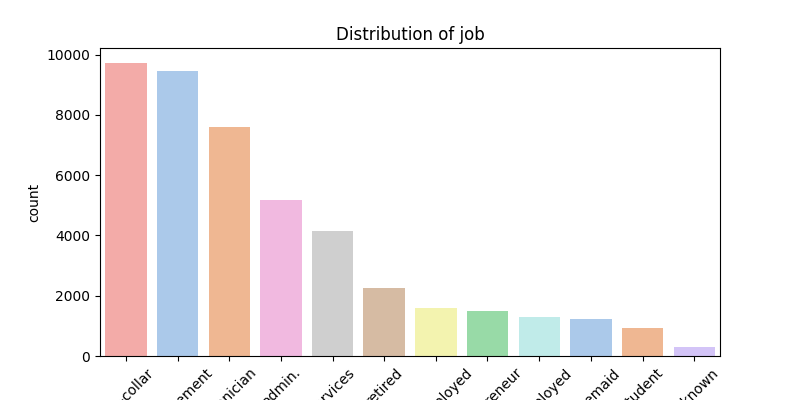 Distribution of job
10000
8000
6000
4000
2000
0
count
-collar
ement
nician
dmin.
rvices
etired
ployed
reneur
ployed
emaid
tudent
known